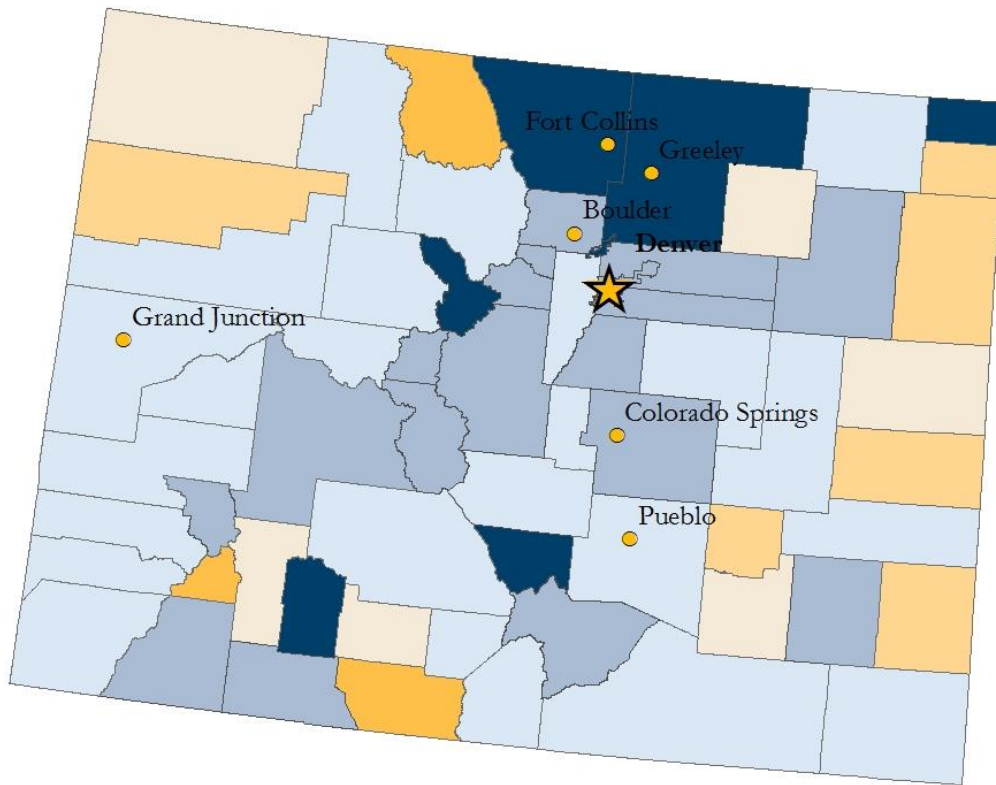 Fort Collins
Greeley
Boulder
Denver
Grand Junction
Colorado Springs
Pueblo